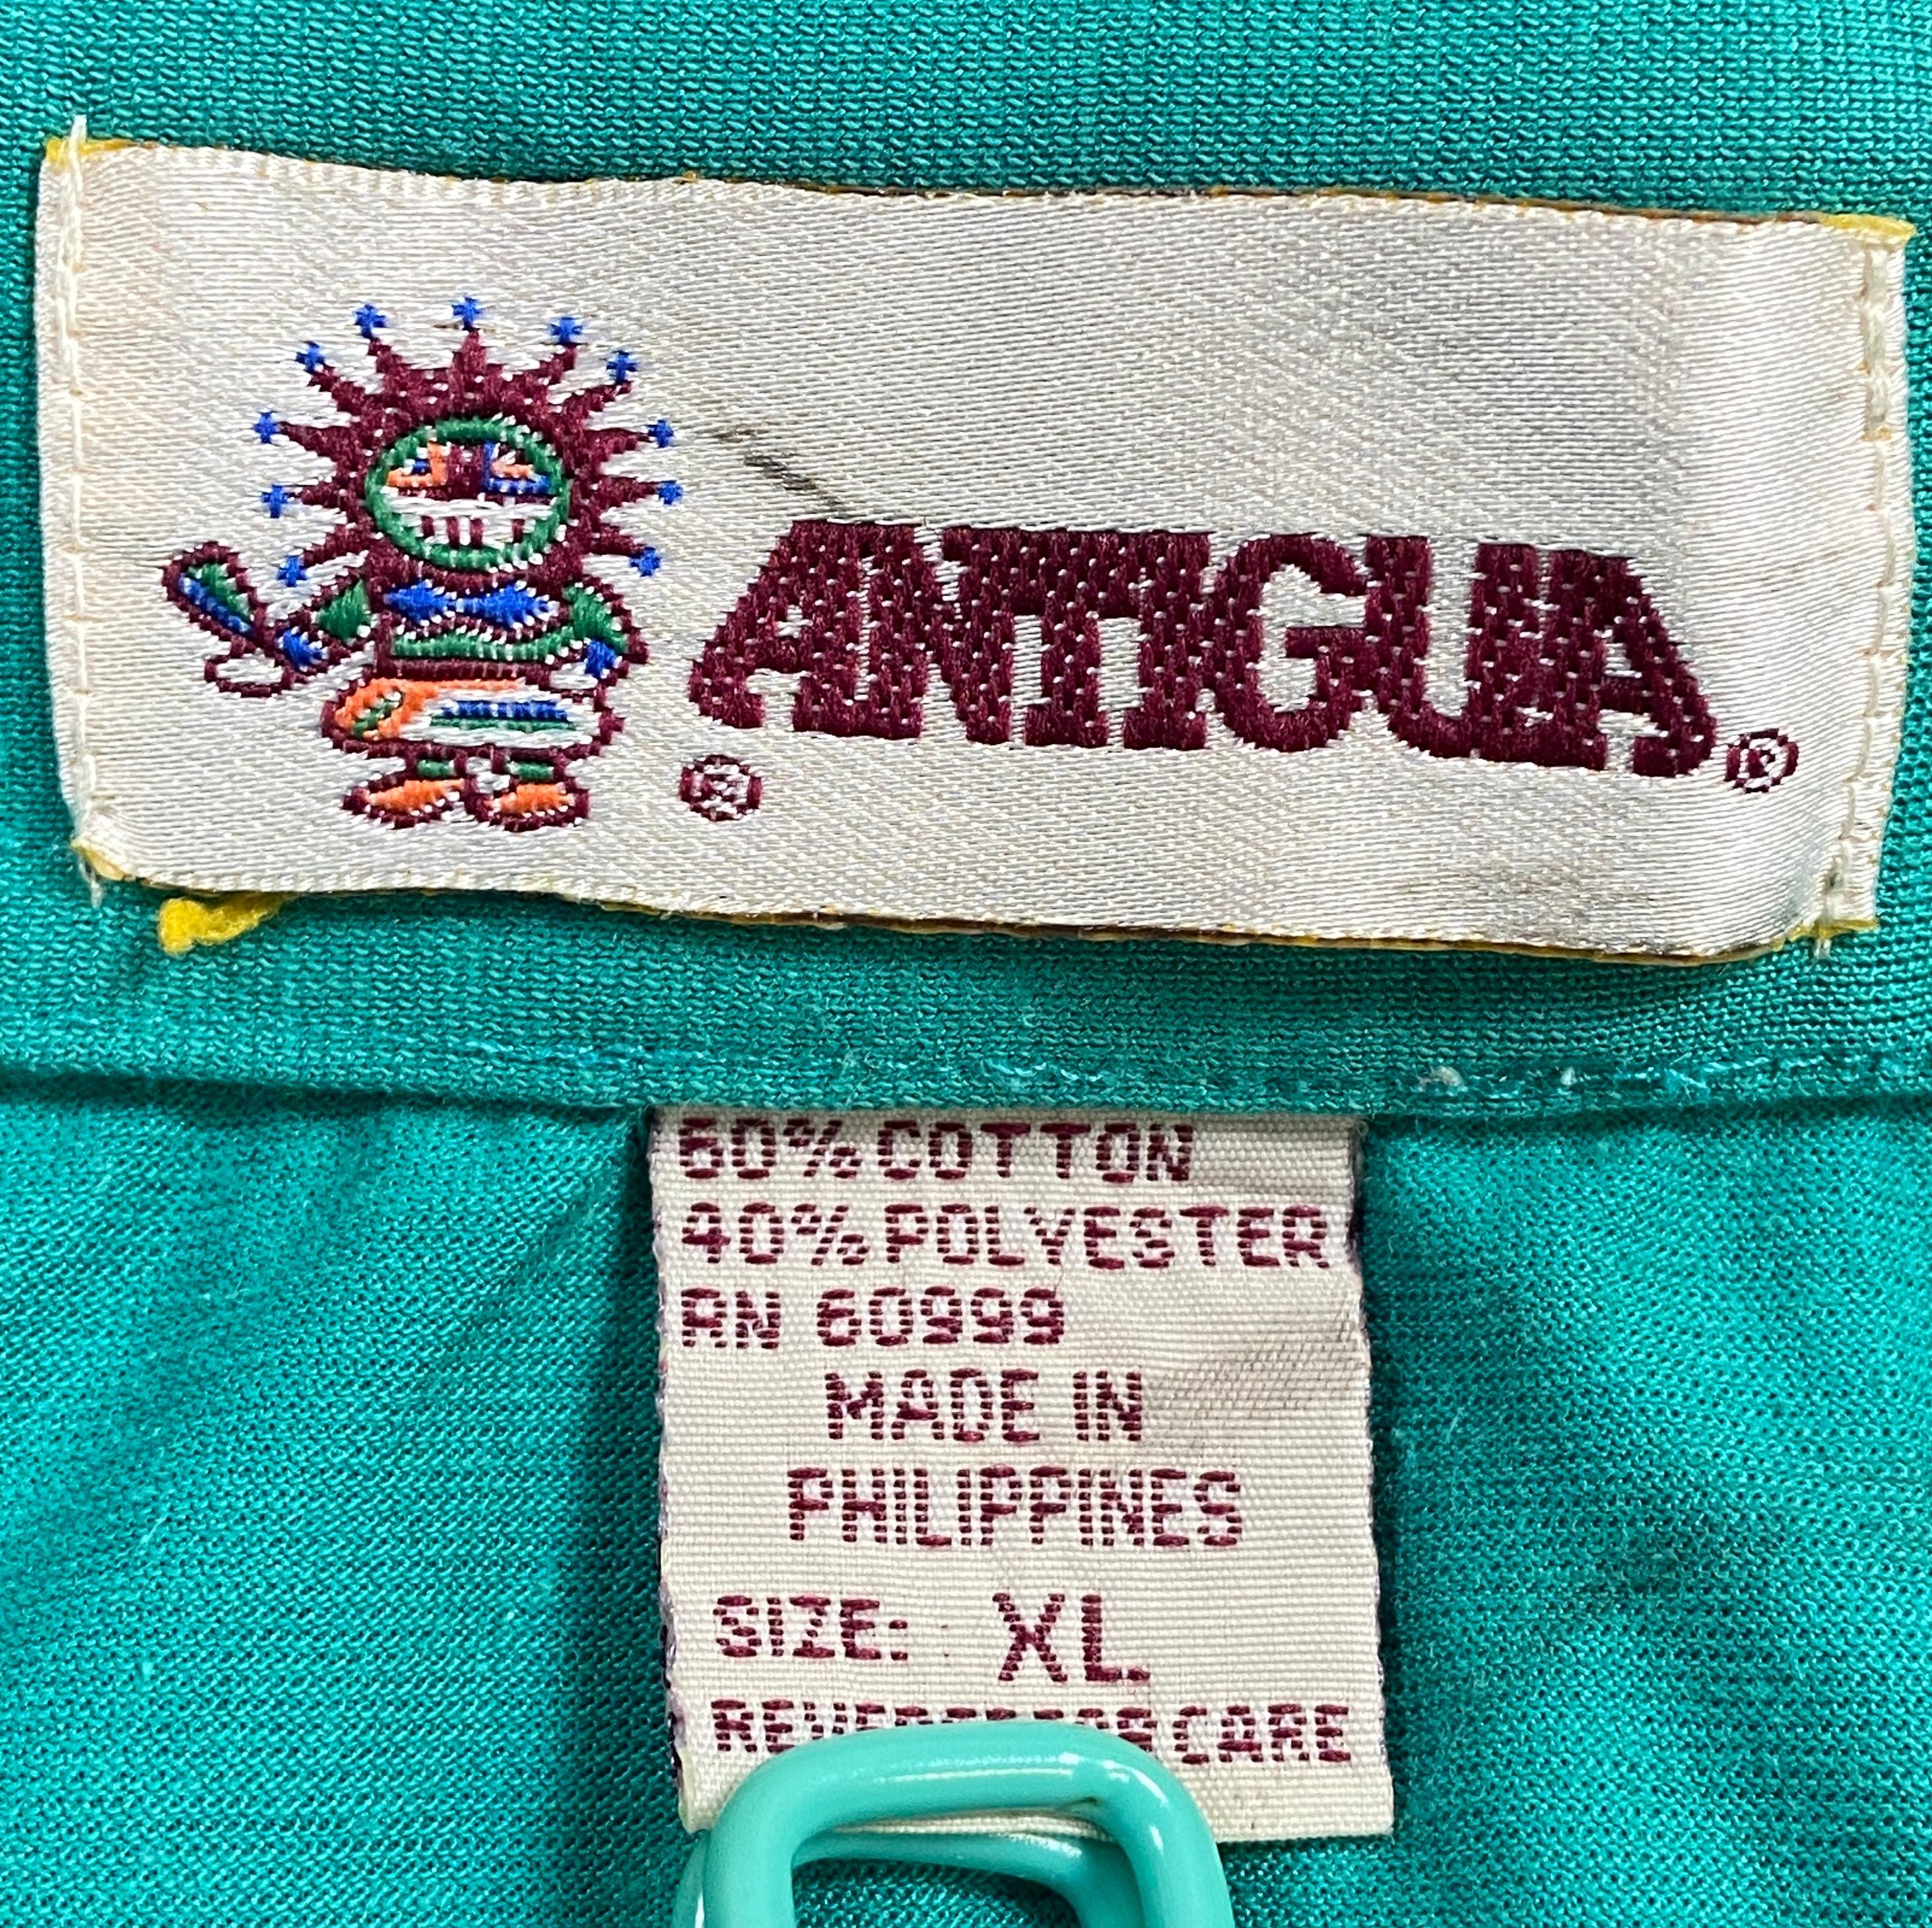 ANTIGUA®
®
60% COTTON
40% POLYESTER
RN 60999
MADE IN
PHILIPPINES
SIZE: XL
CARE